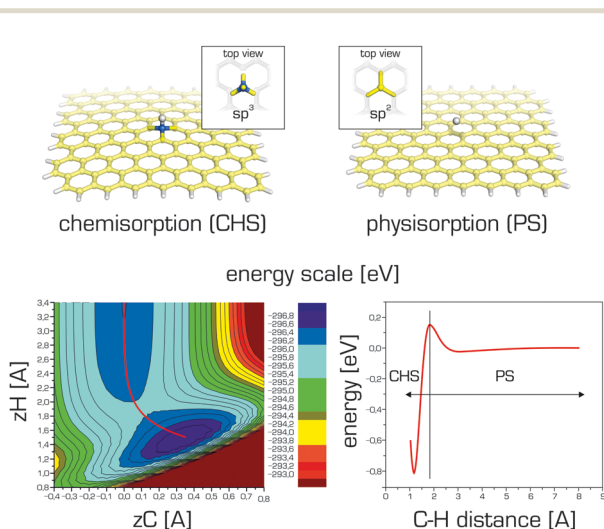 top view
sp3
top view
sp2
chemisorption (CHS)
physisorption (PS)
energy scale [eV]
zH [A]
3,4
3,2
3,0
2,8
2,6
2,4
2,2
2,0
1,8
1,6
1,4
1,2
1,0
0,8
-0,4 -0,3 -0,2 -0,1 0,0 0,1 0,2 0,3 0,4 0,5 0,6 0,7 0,8
zC [A]
-296,8
-296,6
-296,4
-296,0
-295,8
-295,6
-295,4
-295,2
-295,0
-294,8
-294,6
-294,4
-294,2
-294,0
-293,8
-293,6
-293,4
-293,2
-293,0
energy [eV]
0,2
0,0
-0,2
-0,4
-0,6
-0,8
CHS
PS
0 1 2 3 4 5 6 7 8 9
C-H distance [A]